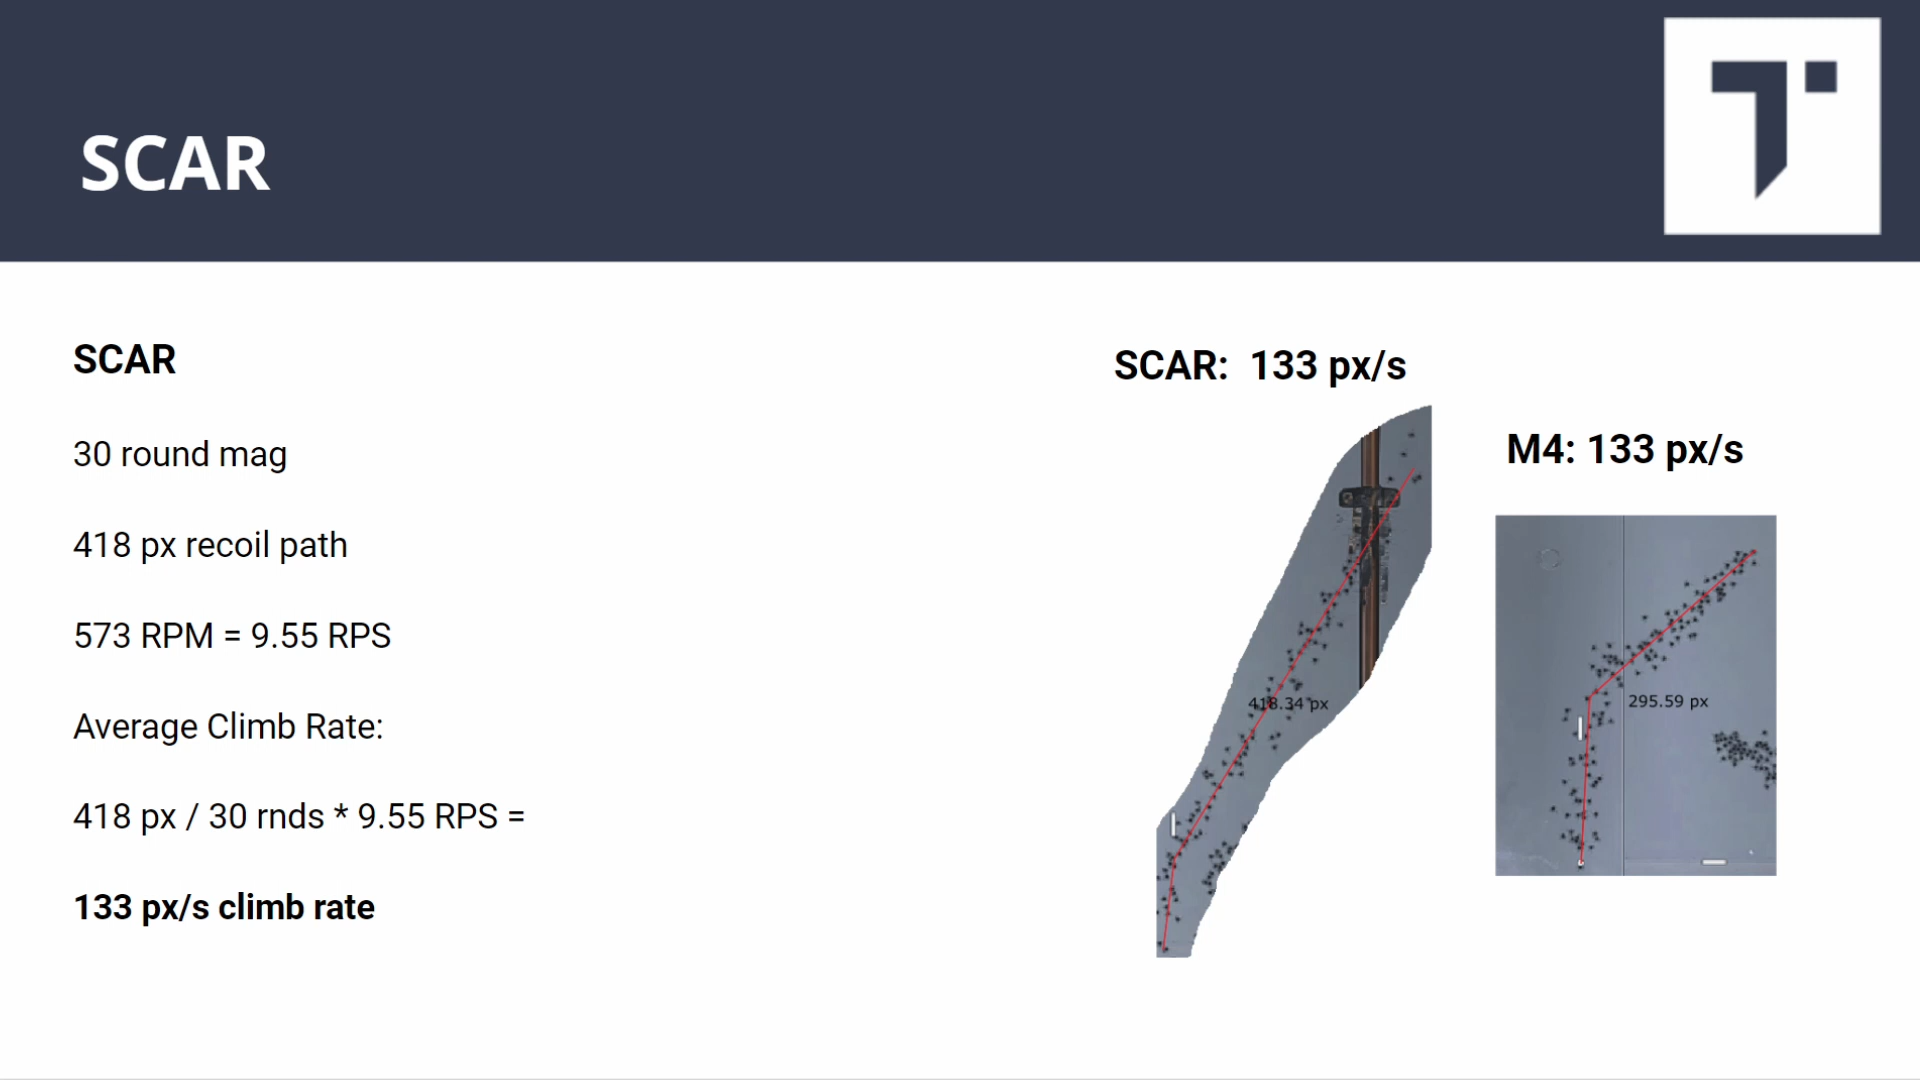 SCAR
SCAR
30 round mag
418 px recoil path
573 RPM = 9.55 RPS
Average Climb Rate:
418 px / 30 rnds * 9.55 RPS =
133 px/s climb rate
SCAR: 133 px/s
418.34 px
M4: 133 px/s
295.59 px